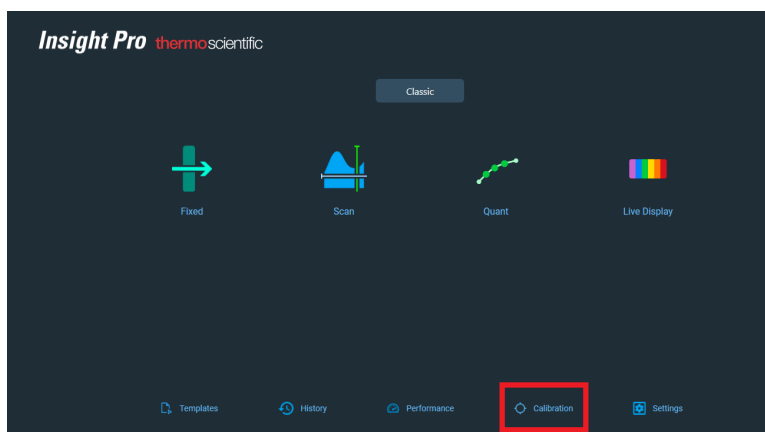 Insight Pro thermoscientific
Classic
Fixed Scan Quant Live Display
Templates History Performance Calibration Settings